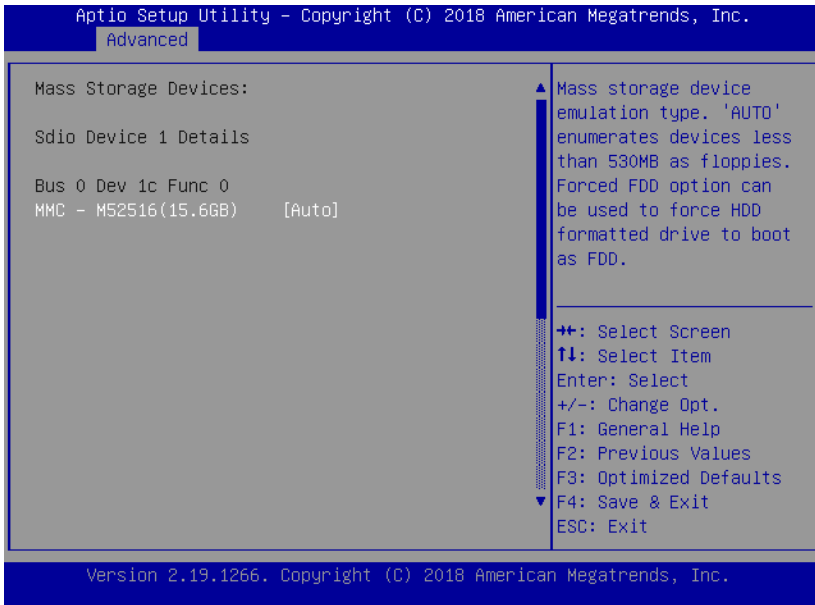 Aptio Setup Utility – Copyright (C) 2018 American Megatrends, Inc.
Advanced
Mass Storage Devices:
Sdio Device 1 Details
Bus 0 Dev 1c Func 0
MMC – M52516(15.6GB) [Auto]
Mass storage device
emulation type. 'AUTO'
enumerates devices less
than 530MB as floppies.
Forced FDD option can
be used to force HDD
formatted drive to boot
as FDD.
→←: Select Screen
↑↓: Select Item
Enter: Select
+/-: Change Opt.
F1: General Help
F2: Previous Values
F3: Optimized Defaults
F4: Save & Exit
ESC: Exit
Version 2.19.1266. Copyright (C) 2018 American Megatrends, Inc.